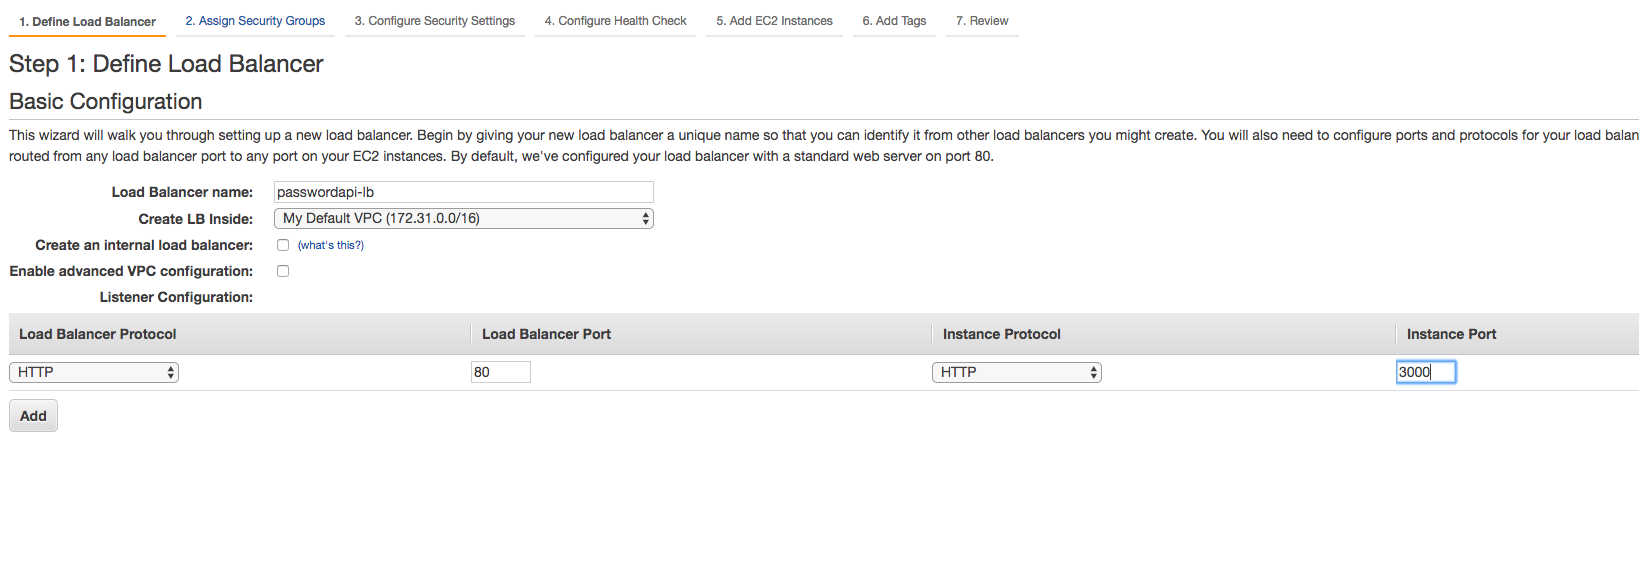 1. Define Load Balancer 2. Assign Security Groups 3. Configure Security Settings 4. Configure Health Check 5. Add EC2 Instances 6. Add Tags 7. Review
Step 1: Define Load Balancer
Basic Configuration
This wizard will walk you through setting up a new load balancer. Begin by giving your new load balancer a unique name so that you can identify it from other load balancers you might create. You will also need to configure ports and protocols for your load balan
routed from any load balancer port to any port on your EC2 instances. By default, we've configured your load balancer with a standard web server on port 80.
Load Balancer name: passwordapi-lb
Create LB Inside: My Default VPC (172.31.0.0/16)
Create an internal load balancer: (what's this?)
Enable advanced VPC configuration:
Listener Configuration:
Load Balancer Protocol Load Balancer Port Instance Protocol Instance Port
HTTP 80 HTTP 3000
Add